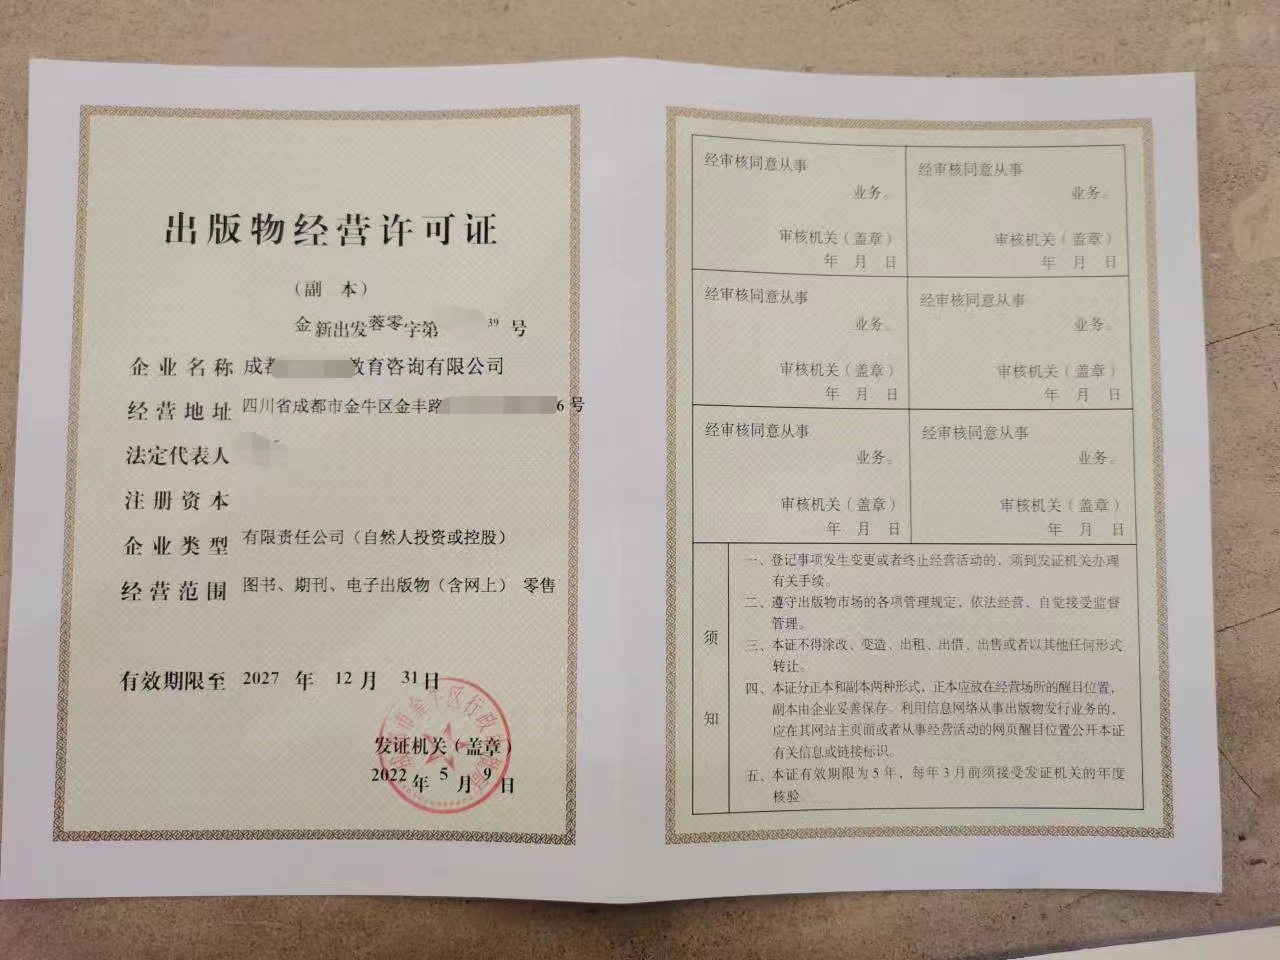 出版物经营许可证
（副 本）
金新出发蓉零字第 39 号
企业名称 成都 教育咨询有限公司
经营地址 四川省成都市金牛区金丰路 6号
法定代表人
注册资本
企业类型 有限责任公司（自然人投资或控股）
经营范围 图书、期刊、电子出版物（含网上） 零售
有效期限至 2027 年 12 月 31 日
市金牛区行政
发证机关（盖章）
2022 年 5 月 9 日
经审核同意从事
业务。
审核机关（盖章）
年 月 日
经审核同意从事
业务。
审核机关（盖章）
年 月 日
经审核同意从事
业务。
审核机关（盖章）
年 月 日
经审核同意从事
业务。
审核机关（盖章）
年 月 日
经审核同意从事
业务。
审核机关（盖章）
年 月 日
经审核同意从事
业务。
审核机关（盖章）
年 月 日
须知
一、登记事项发生变更或者终止经营活动的，须到发证机关办理
有关手续。
二、遵守出版物市场的各项管理规定，依法经营，自觉接受监督
管理。
三、本证不得涂改、变造、出租、出借、出售或者以其他任何形式
转让。
四、本证分正本和副本两种形式，正本应放在经营场所的醒目位置，
副本由企业妥善保存。利用信息网络从事出版物发行业务的，
应在其网站主页面或者从事经营活动的网页醒目位置公开本证
有关信息或链接标识。
五、本证有效期限为5年，每年3月前须接受发证机关的年度
核验。